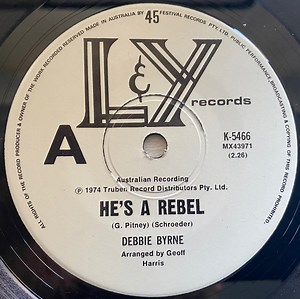 MADE IN AUSTRALIA BY 45 FESTIVAL RECORDS PTY. LTD.
L&Y
records
A
K-5466
MX43971
(2.26)
Australian Recording
℗ 1974 Trubeu Record Distributors Pty. Ltd.
HE'S A REBEL
(G. Pitney) (Schroeder)
DEBBIE BYRNE
Arranged by Geoff
Harris
ALL RIGHTS OF THE RECORD PRODUCER & OWNER OF THE WORK RECORDED RESERVED
PUBLIC PERFORMANCE
BROADCASTING
COPYING OF THIS RECORD PROHIBITED.